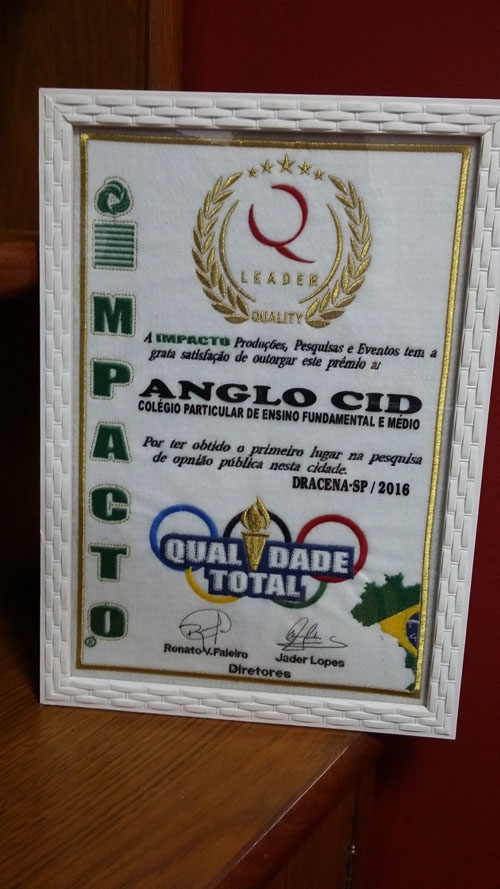 IMPACTO
®
Q
LEADER
QUALITY
A IMPACTO Produções, Pesquisas e Eventos tem a
grata satisfação de outorgar este prêmio a:
ANGLO CID
COLÉGIO PARTICULAR DE ENSINO FUNDAMENTAL E MÉDIO
Por ter obtido o primeiro lugar na pesquisa
de opnião pública nesta cidade.
DRACENA-SP / 2016
QUALIDADE
TOTAL
Renato V. Faleiro
Jader Lopes
Diretores